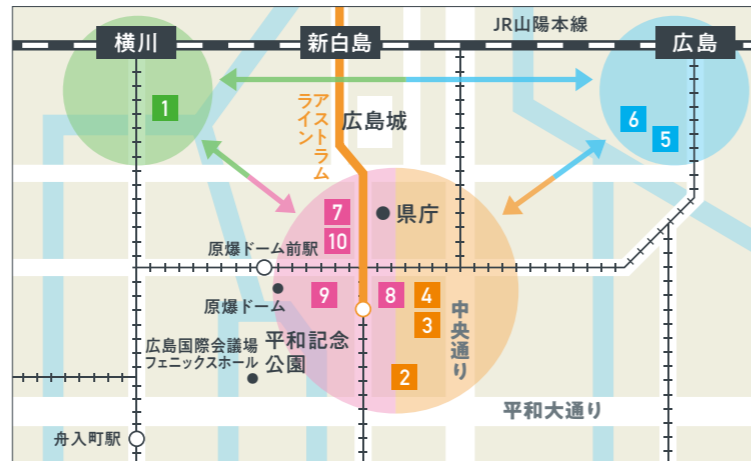 JR山陽本線
横川
新白島
広島
アストラム
ライン
広島城
1
6
5
7
10
県庁
原爆ドーム前駅
9
8
4
3
原爆ドーム
中央通り
広島国際会議場
フェニックスホール
平和記念
公園
2
平和大通り
舟入町駅